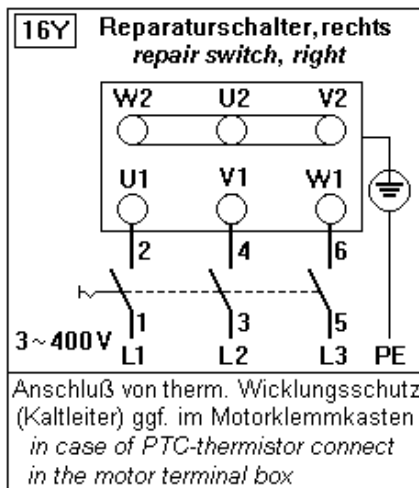 16Y Reparaturschalter, rechts
repair switch, right
W2 U2 V2
U1 V1 W1
2 4 6
1 3 5
3~400V L1 L2 L3 PE
Anschluß von therm. Wicklungsschutz
(Kaltleiter) ggf. im Motorklemmkasten
in case of PTC-thermistor connect
in the motor terminal box